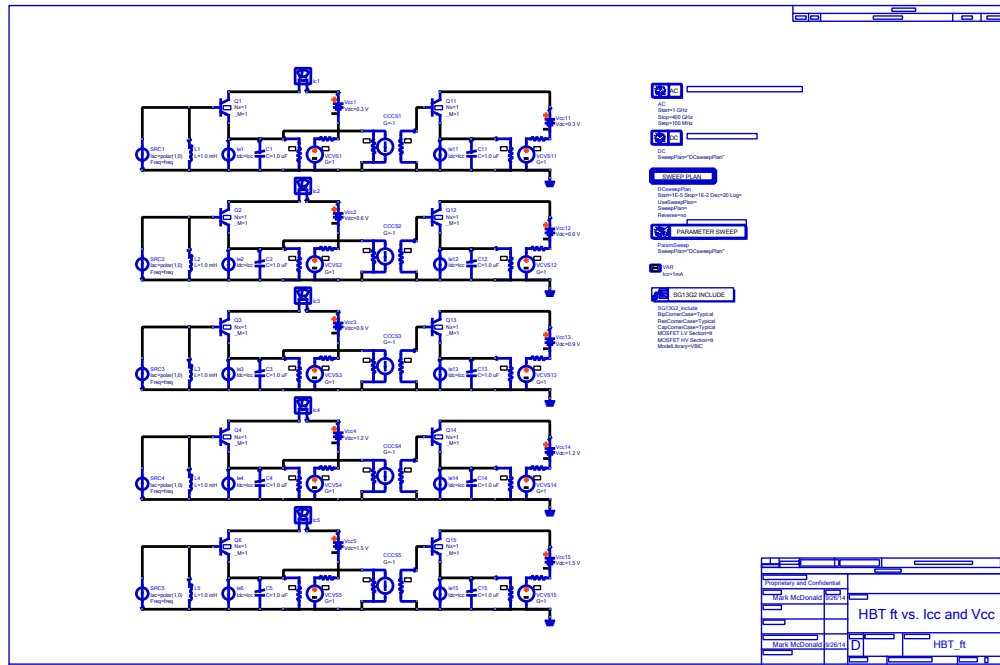 Ic1
Q1
Nx=1
_M=1
Vcc1
Vdc=0.3 V
CCCS1
G=-1
Q11
Nx=1
_M=1
Vcc11
Vdc=0.3 V
SRC1
Iac=polar(1,0)
Freq=freq
L1
L=1.0 mH
Ie1
Idc=Icc
C1
C=1.0 uF
VCVS1
G=1
Ie11
Idc=Icc
C11
C=1.0 uF
VCVS11
G=1
Ic2
Q2
Nx=1
_M=1
Vcc2
Vdc=0.6 V
CCCS2
G=-1
Q12
Nx=1
_M=1
Vcc12
Vdc=0.6 V
SRC2
Iac=polar(1,0)
Freq=freq
L2
L=1.0 mH
Ie2
Idc=Icc
C2
C=1.0 uF
VCVS2
G=1
Ie12
Idc=Icc
C12
C=1.0 uF
VCVS12
G=1
Ic3
Q3
Nx=1
_M=1
Vcc3
Vdc=0.9 V
CCCS3
G=-1
Q13
Nx=1
_M=1
Vcc13
Vdc=0.9 V
SRC3
Iac=polar(1,0)
Freq=freq
L3
L=1.0 mH
Ie3
Idc=Icc
C3
C=1.0 uF
VCVS3
G=1
Ie13
Idc=Icc
C13
C=1.0 uF
VCVS13
G=1
Ic4
Q4
Nx=1
_M=1
Vcc4
Vdc=1.2 V
CCCS4
G=-1
Q14
Nx=1
_M=1
Vcc14
Vdc=1.2 V
SRC4
Iac=polar(1,0)
Freq=freq
L4
L=1.0 mH
Ie4
Idc=Icc
C4
C=1.0 uF
VCVS4
G=1
Ie14
Idc=Icc
C14
C=1.0 uF
VCVS14
G=1
Ic5
Q6
Nx=1
_M=1
Vcc5
Vdc=1.5 V
CCCS5
G=-1
Q15
Nx=1
_M=1
Vcc15
Vdc=1.5 V
SRC5
Iac=polar(1,0)
Freq=freq
L5
L=1.0 mH
Ie5
Idc=Icc
C5
C=1.0 uF
VCVS5
G=1
Ie15
Idc=Icc
C15
C=1.0 uF
VCVS15
G=1
AC
AC
Start=1 GHz
Stop=400 GHz
Step=100 MHz
DC
DC
SweepPlan="DCsweepPlan"
SWEEP PLAN
DCsweepPlan
Start=1E-5 Stop=1E-2 Dec=20 Log=
UseSweepPlan=
SweepPlan=
Reverse=no
PARAMETER SWEEP
ParamSweep
SweepPlan="DCsweepPlan"
VAR
Icc=1mA
SG13G2 INCLUDE
SG13G2_include
BipCornerCase=Typical
ResCornerCase=Typical
CapCornerCase=Typical
MOSFET LV Section=tt
MOSFET HV Section=tt
ModelLibrary=VBIC
Proprietary and Confidential
Mark McDonald 9/26/14
HBT ft vs. Icc and Vcc
Mark McDonald 9/26/14
D
HBT_ft